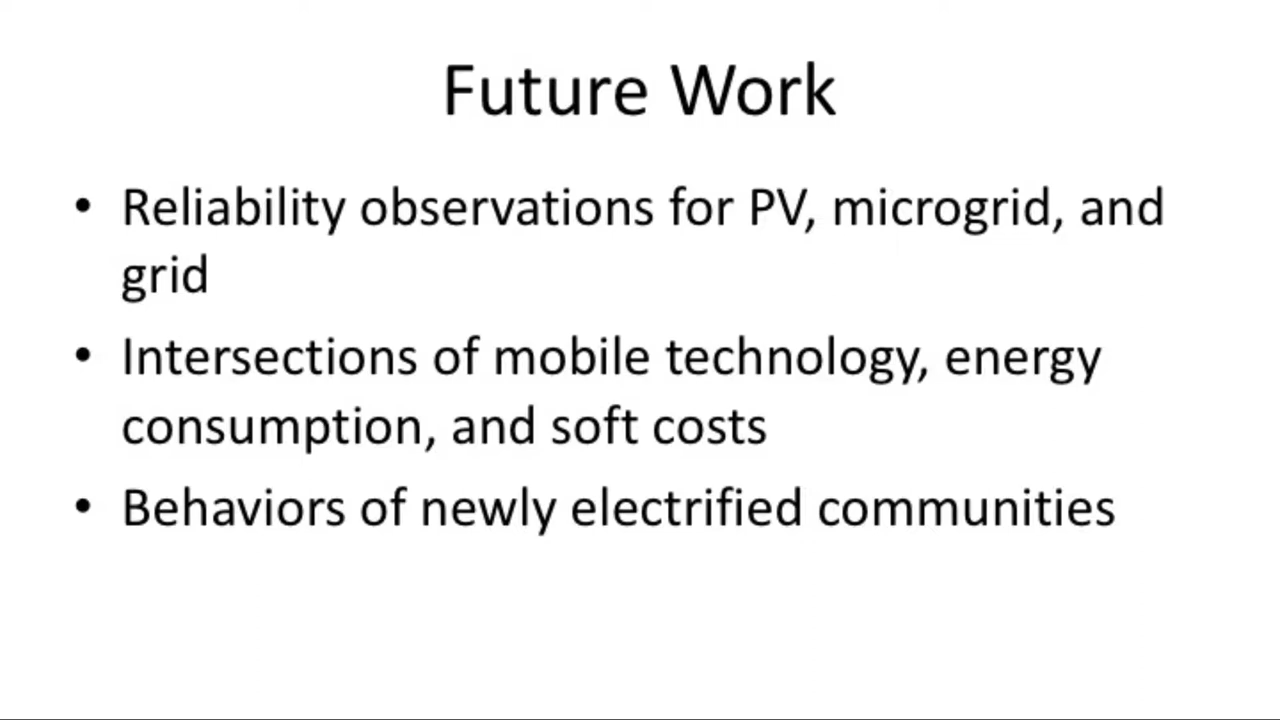 Future Work
• Reliability observations for PV, microgrid, and
grid
• Intersections of mobile technology, energy
consumption, and soft costs
• Behaviors of newly electrified communities